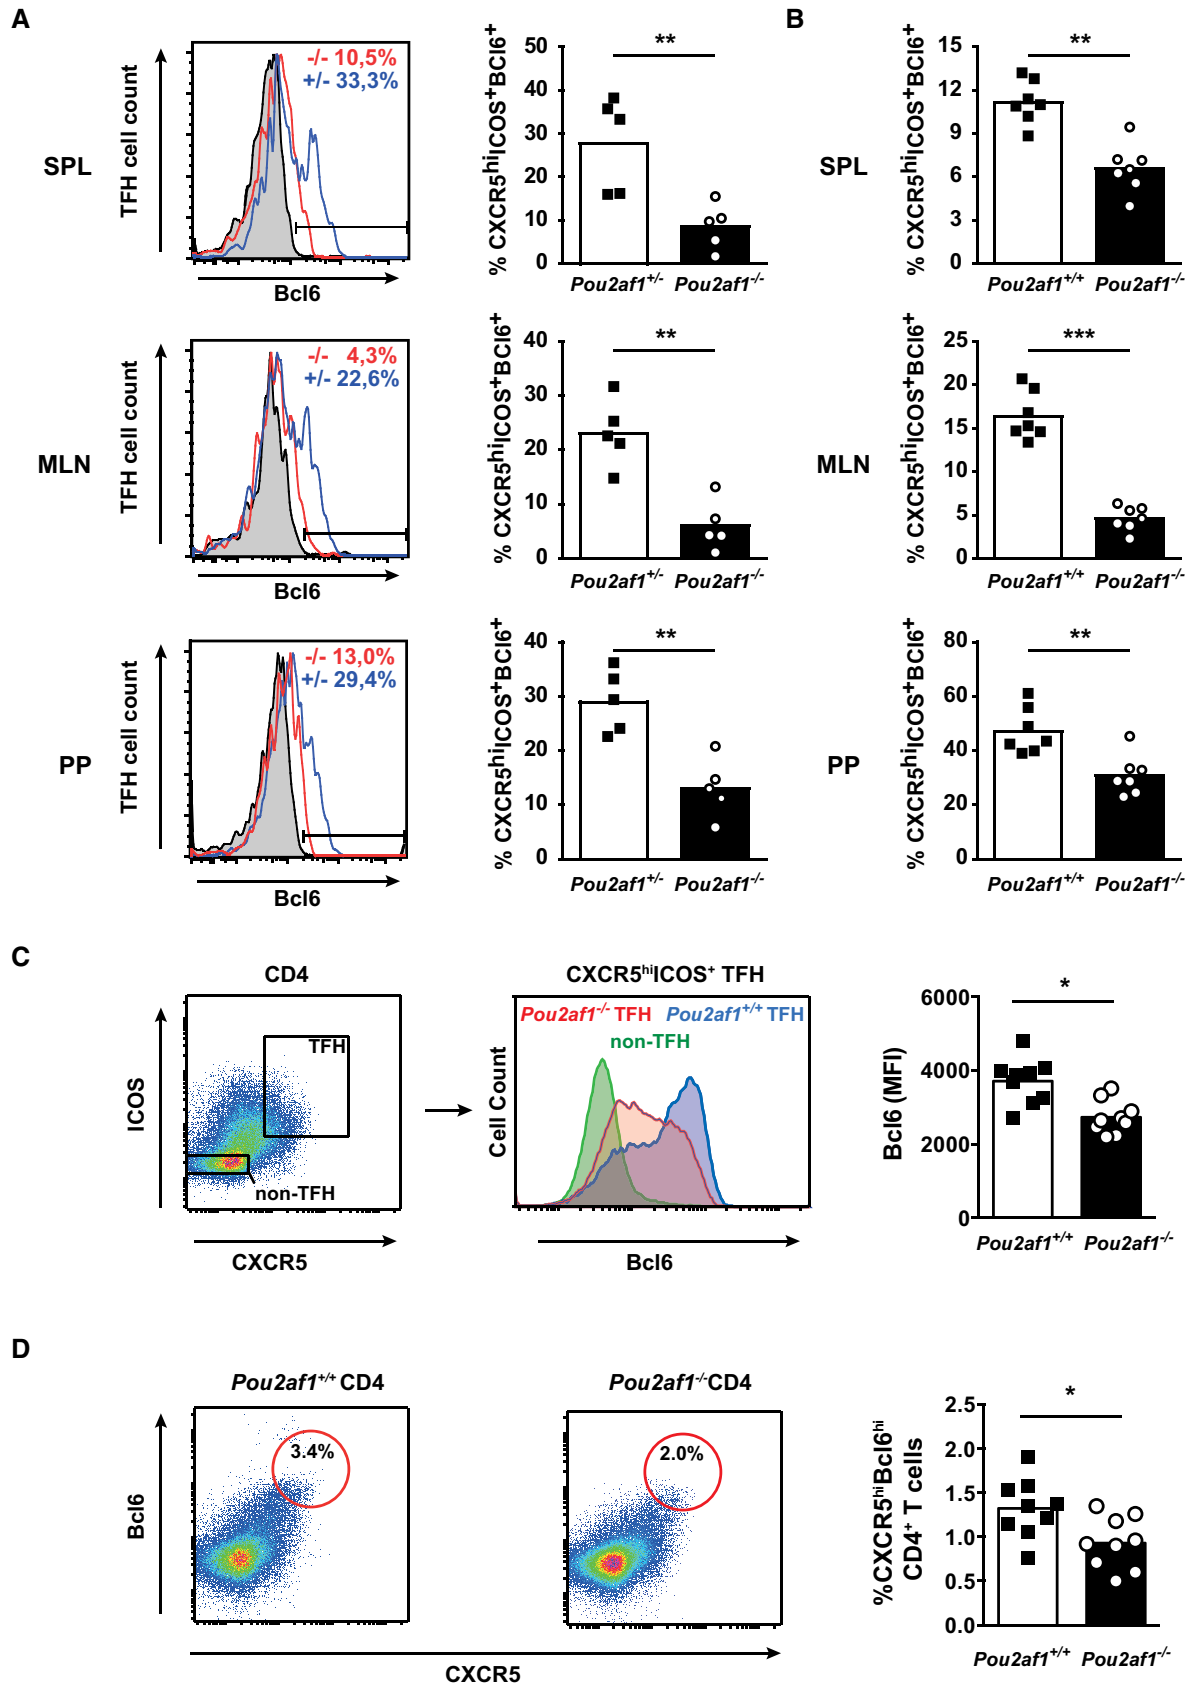 A
B
SPL
TFH cell count
-/- 10,5%
+/- 33,3%
Bcl6
% CXCR5hiICOS+BCl6+
50
40
30
20
10
0
**
Pou2af1+/- Pou2af1-/-
SPL
% CXCR5hiICOS+BCl6+
15
12
9
6
3
0
**
Pou2af1+/+ Pou2af1-/-
MLN
TFH cell count
-/- 4,3%
+/- 22,6%
Bcl6
% CXCR5hiICOS+BCl6+
40
30
20
10
0
**
Pou2af1+/- Pou2af1-/-
MLN
% CXCR5hiICOS+BCl6+
25
20
15
10
5
0
***
Pou2af1+/+ Pou2af1-/-
PP
TFH cell count
-/- 13,0%
+/- 29,4%
Bcl6
% CXCR5hiICOS+BCl6+
40
30
20
10
0
**
Pou2af1+/- Pou2af1-/-
PP
% CXCR5hiICOS+BCl6+
80
60
40
20
0
**
Pou2af1+/+ Pou2af1-/-
C
CD4
ICOS
TFH
non-TFH
CXCR5
CXCR5hiICOS+ TFH
Cell Count
Pou2af1-/- TFH Pou2af1+/+ TFH
non-TFH
Bcl6
Bcl6 (MFI)
6000
4000
2000
0
*
Pou2af1+/+ Pou2af1-/-
D
Pou2af1+/+ CD4
Pou2af1-/- CD4
Bcl6
3.4%
2.0%
CXCR5
%CXCR5hiBcl6hi
CD4+ T cells
2.5
2.0
1.5
1.0
0.5
0.0
*
Pou2af1+/+ Pou2af1-/-